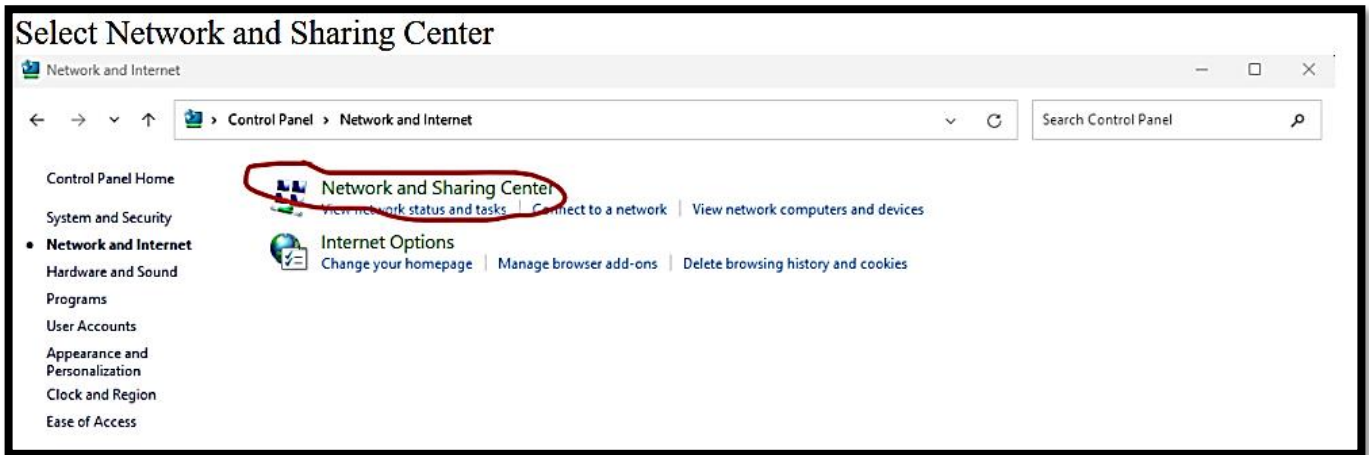 Select Network and Sharing Center
Network and Internet
Control Panel > Network and Internet
Search Control Panel
Control Panel Home
System and Security
Network and Internet
Hardware and Sound
Programs
User Accounts
Appearance and
Personalization
Clock and Region
Ease of Access
Network and Sharing Center
View network status and tasks | Connect to a network | View network computers and devices
Internet Options
Change your homepage | Manage browser add-ons | Delete browsing history and cookies